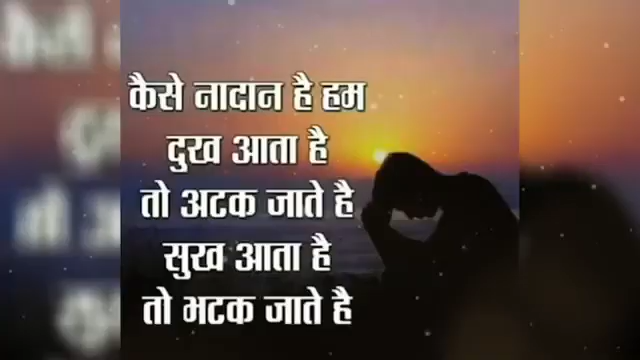 कैसे नादान है हम
दुख आता है
तो अटक जाते है
सुख आता है
तो भटक जाते है